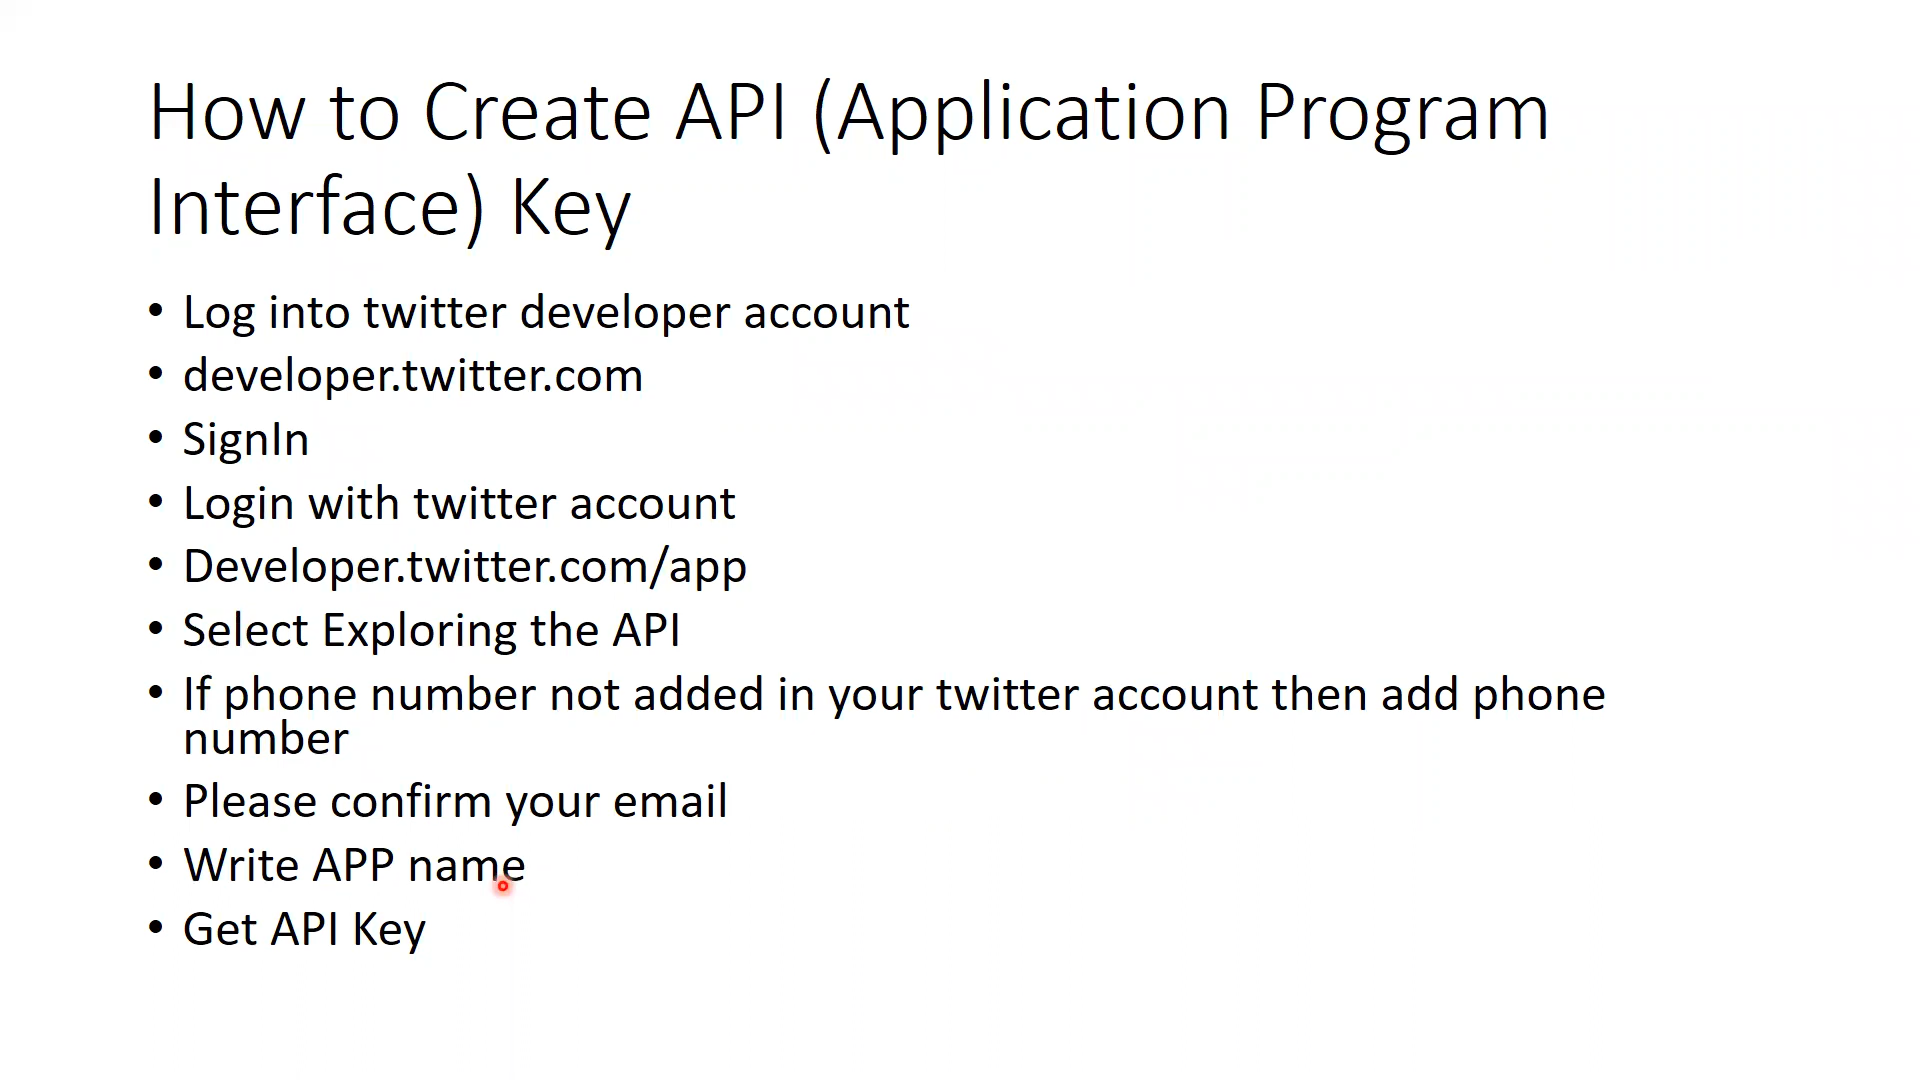 How to Create API (Application Program
Interface) Key
• Log into twitter developer account
• developer.twitter.com
• SignIn
• Login with twitter account
• Developer.twitter.com/app
• Select Exploring the API
• If phone number not added in your twitter account then add phone
number
• Please confirm your email
• Write APP name
• Get API Key